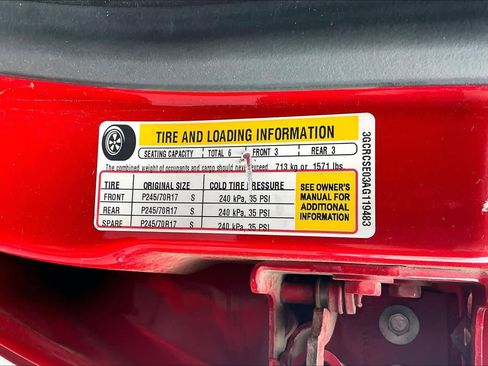 TIRE AND LOADING INFORMATION
SEATING CAPACITY TOTAL 6 FRONT 3 REAR 3
The combined weight of occupants and cargo should never exceed 713 kg or 1571 lbs
TIRE ORIGINAL SIZE COLD TIRE PRESSURE
FRONT P245/70R17 S 240 kPa, 35 PSI
REAR P245/70R17 S 240 kPa, 35 PSI
SPARE P245/70R17 S 240 kPa, 35 PSI
SEE OWNER'S
MANUAL FOR
ADDITIONAL
INFORMATION
3GCRCSE03AG119483